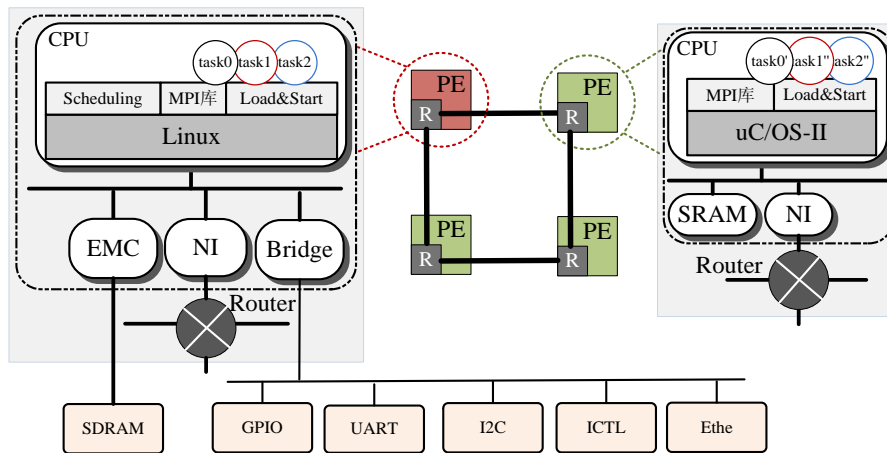 CPU
task0
task1
task2
Scheduling
MPI库
Load&Start
Linux
EMC
NI
Bridge
Router
SDRAM
GPIO
UART
I2C
ICTL
Ethe
PE
R
PE
R
PE
R
PE
R
CPU
task0'
ask1"
ask2"
MPI库
Load&Start
uC/OS-II
SRAM
NI
Router